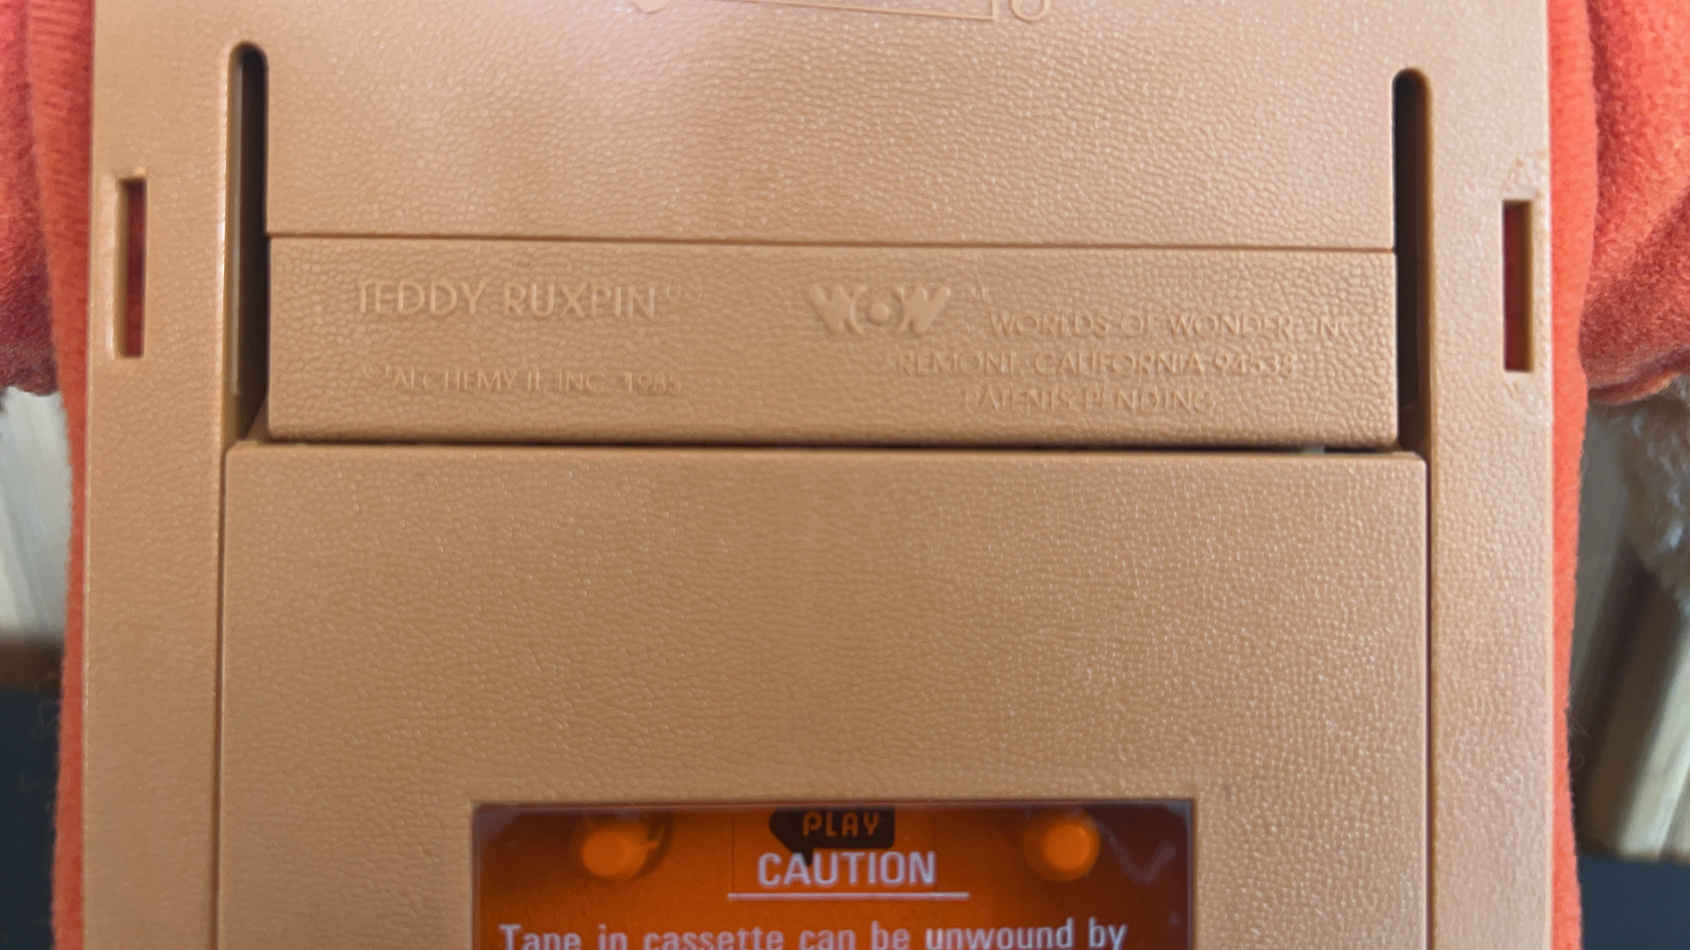 TEDDY RUXPIN
WOW WORLDS OF WONDER, INC.
FREMONT, CALIFORNIA 94538
© ALCHEMY II, INC. 1985
PATENTS PENDING
PLAY
CAUTION
Tape in cassette can be unwound by